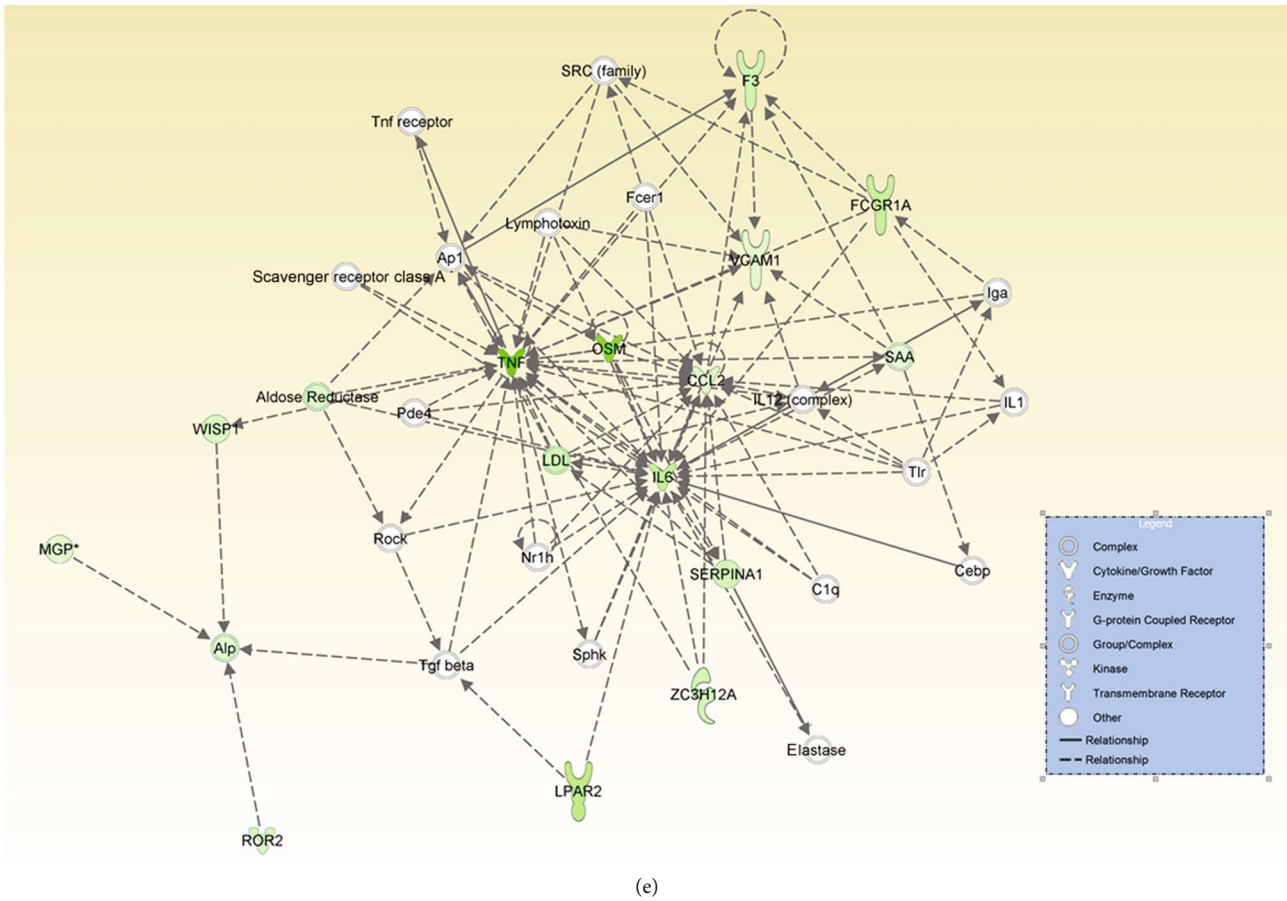 SRC (family)
F3
Tnf receptor
Fcer1
FCGR1A
Lymphotoxin
Ap1
VCAM1
Scavenger receptor class A
Iga
OSM
TNF
SAA
CCL2
Aldose Reductase
IL12 (complex)
IL1
Pde4
WISP1
LDL
IL6
Tlr
Rock
MGP*
Nr1h
SERPINA1
Cebp
C1q
Alp
Tgf beta
Sphk
ZC3H12A
Elastase
LPAR2
ROR2
Legend
Complex
Cytokine/Growth Factor
Enzyme
G-protein Coupled Receptor
Group/Complex
Kinase
Transmembrane Receptor
Other
Relationship
Relationship
(e)